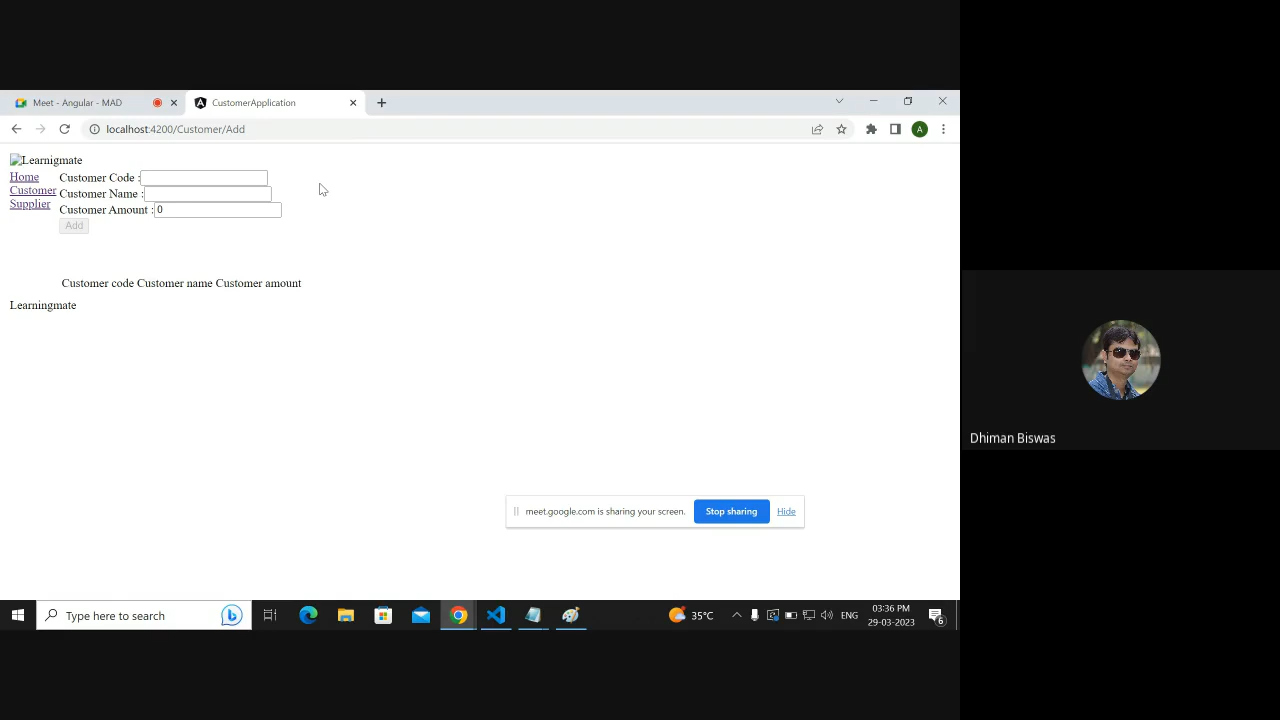 Meet - Angular - MAD
CustomerApplication
localhost:4200/Customer/Add
A
Learnigmate
Home
Customer
Supplier
Customer Code :
Customer Name :
Customer Amount : 0
Add
Customer code Customer name Customer amount
Learningmate
meet.google.com is sharing your screen.
Stop sharing
Hide
Dhiman Biswas
Type here to search
35°C
ENG
03:36 PM
29-03-2023
6